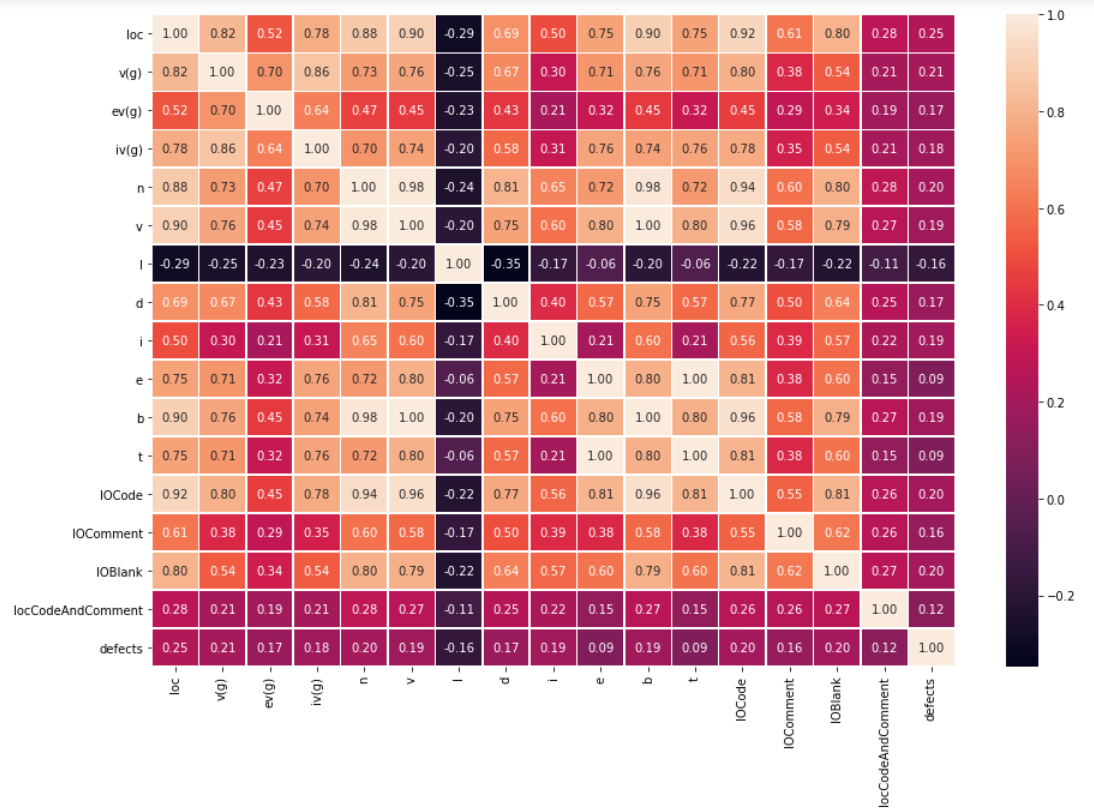 loc 1.00 0.82 0.52 0.78 0.88 0.90 -0.29 0.69 0.50 0.75 0.90 0.75 0.92 0.61 0.80 0.28 0.25
v(g) 0.82 1.00 0.70 0.86 0.73 0.76 -0.25 0.67 0.30 0.71 0.76 0.71 0.80 0.38 0.54 0.21 0.21
ev(g) 0.52 0.70 1.00 0.64 0.47 0.45 -0.23 0.43 0.21 0.32 0.45 0.32 0.45 0.29 0.34 0.19 0.17
iv(g) 0.78 0.86 0.64 1.00 0.70 0.74 -0.20 0.58 0.31 0.76 0.74 0.76 0.78 0.35 0.54 0.21 0.18
n 0.88 0.73 0.47 0.70 1.00 0.98 -0.24 0.81 0.65 0.72 0.98 0.72 0.94 0.60 0.80 0.28 0.20
v 0.90 0.76 0.45 0.74 0.98 1.00 -0.20 0.75 0.60 0.80 1.00 0.80 0.96 0.58 0.79 0.27 0.19
l -0.29 -0.25 -0.23 -0.20 -0.24 -0.20 1.00 -0.35 -0.17 -0.06 -0.20 -0.06 -0.22 -0.17 -0.22 -0.11 -0.16
d 0.69 0.67 0.43 0.58 0.81 0.75 -0.35 1.00 0.40 0.57 0.75 0.57 0.77 0.50 0.64 0.25 0.17
i 0.50 0.30 0.21 0.31 0.65 0.60 -0.17 0.40 1.00 0.21 0.60 0.21 0.56 0.39 0.57 0.22 0.19
e 0.75 0.71 0.32 0.76 0.72 0.80 -0.06 0.57 0.21 1.00 0.80 1.00 0.81 0.38 0.60 0.15 0.09
b 0.90 0.76 0.45 0.74 0.98 1.00 -0.20 0.75 0.60 0.80 1.00 0.80 0.96 0.58 0.79 0.27 0.19
t 0.75 0.71 0.32 0.76 0.72 0.80 -0.06 0.57 0.21 1.00 0.80 1.00 0.81 0.38 0.60 0.15 0.09
lOCode 0.92 0.80 0.45 0.78 0.94 0.96 -0.22 0.77 0.56 0.81 0.96 0.81 1.00 0.55 0.81 0.26 0.20
lOComment 0.61 0.38 0.29 0.35 0.60 0.58 -0.17 0.50 0.39 0.38 0.58 0.38 0.55 1.00 0.62 0.26 0.16
lOBlank 0.80 0.54 0.34 0.54 0.80 0.79 -0.22 0.64 0.57 0.60 0.79 0.60 0.81 0.62 1.00 0.27 0.20
locCodeAndComment 0.28 0.21 0.19 0.21 0.28 0.27 -0.11 0.25 0.22 0.15 0.27 0.15 0.26 0.26 0.27 1.00 0.12
defects 0.25 0.21 0.17 0.18 0.20 0.19 -0.16 0.17 0.19 0.09 0.19 0.09 0.20 0.16 0.20 0.12 1.00
loc v(g) ev(g) iv(g) n v l d i e b t lOCode lOComment lOBlank locCodeAndComment defects
1.0
0.8
0.6
0.4
0.2
0.0
-0.2